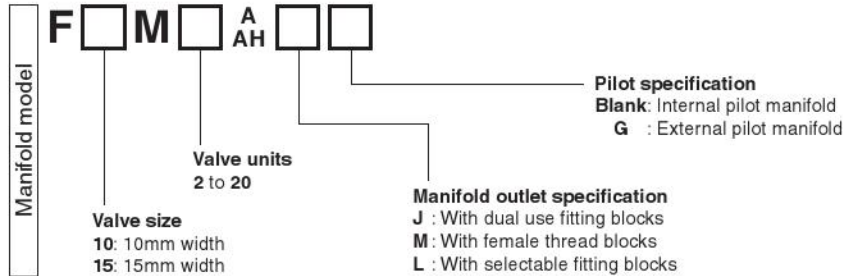 Manifold model
F□M□ A AH □□
Pilot specification
Blank: Internal pilot manifold
G : External pilot manifold
Valve units
2 to 20
Manifold outlet specification
J : With dual use fitting blocks
M : With female thread blocks
L : With selectable fitting blocks
Valve size
10: 10mm width
15: 15mm width